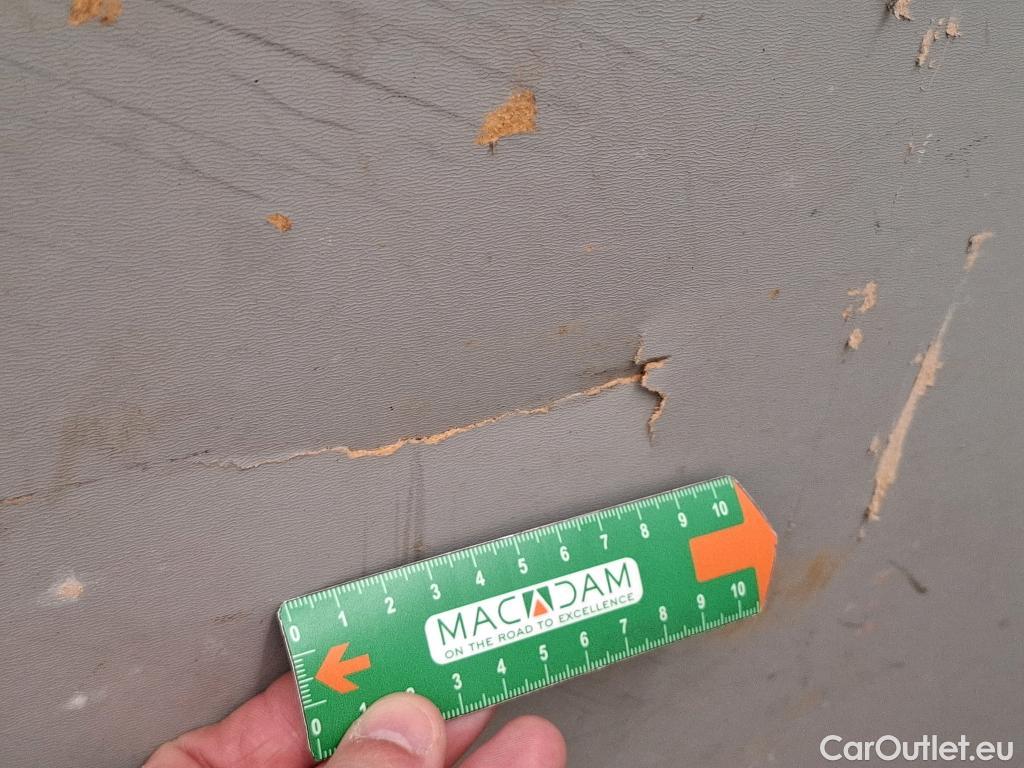 0 1 2 3 4 5 6 7 8 9 10
MACADAM
ON THE ROAD TO EXCELLENCE
0 1 2 3 4 5 6 7 8 9 10
CarOutlet.eu